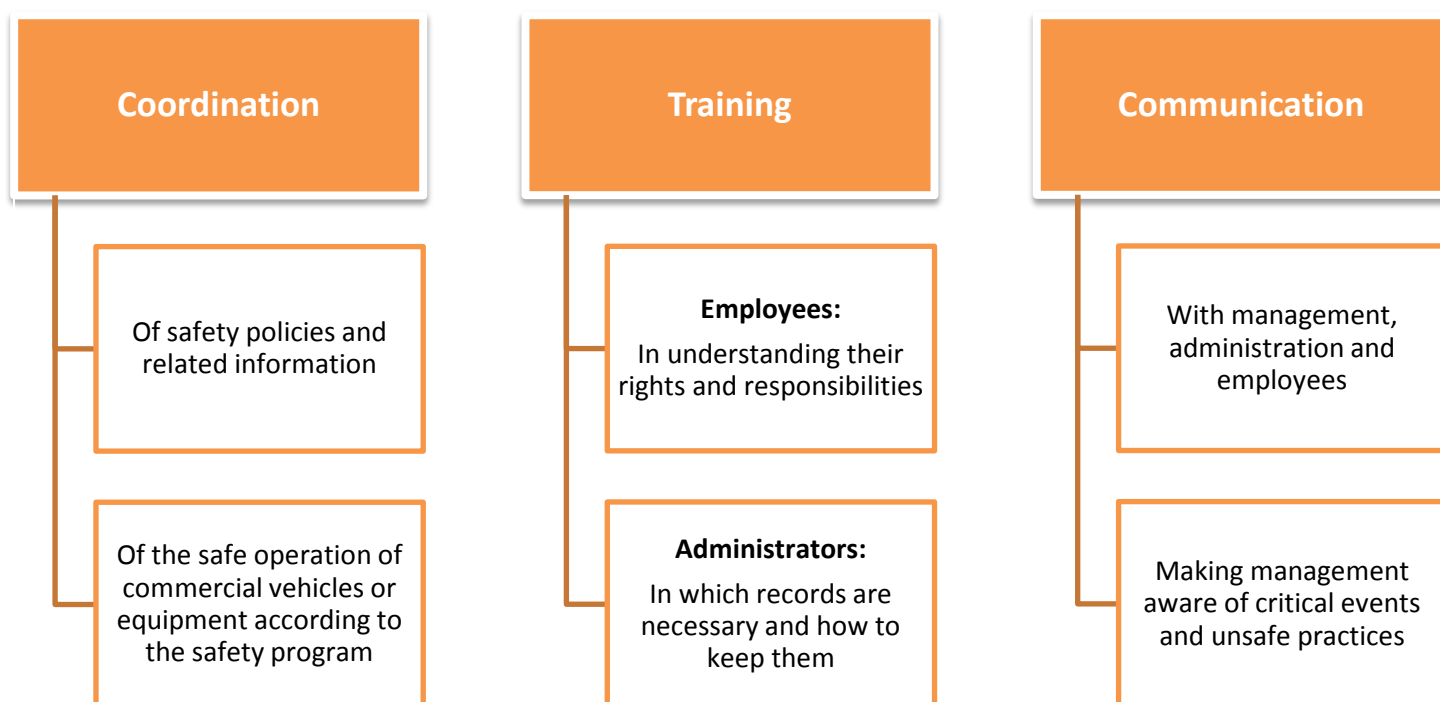 Coordination
Of safety policies and
related information
Of the safe operation of
commercial vehicles or
equipment according to
the safety program
Training
Employees:
In understanding their
rights and responsibilities
Administrators:
In which records are
necessary and how to
keep them
Communication
With management,
administration and
employees
Making management
aware of critical events
and unsafe practices